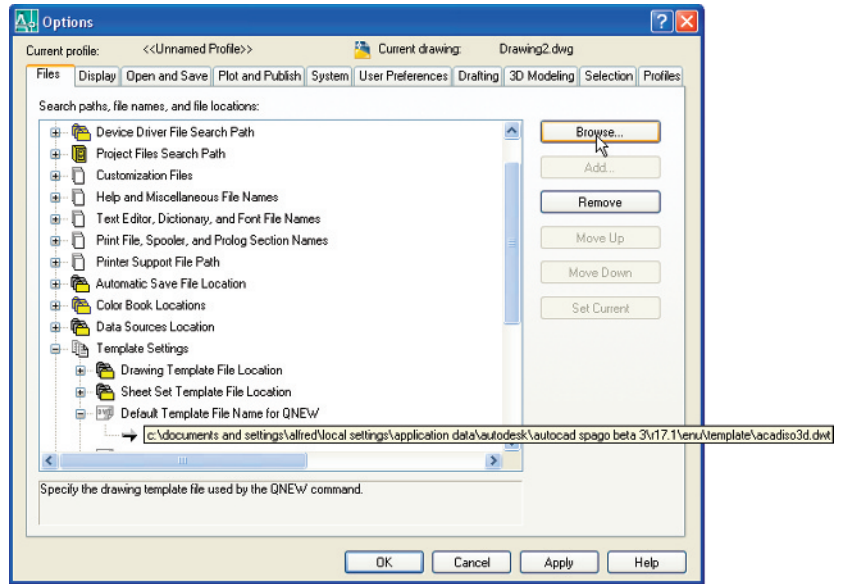 Options
Current profile: <<Unnamed Profile>> Current drawing: Drawing2.dwg
Files Display Open and Save Plot and Publish System User Preferences Drafting 3D Modeling Selection Profiles
Search paths, file names, and file locations:
Device Driver File Search Path
Browse...
Project Files Search Path
Customization Files
Add...
Help and Miscellaneous File Names
Remove
Text Editor, Dictionary, and Font File Names
Print File, Spooler, and Prolog Section Names
Move Up
Printer Support File Path
Automatic Save File Location
Move Down
Color Book Locations
Set Current
Data Sources Location
Template Settings
Drawing Template File Location
Sheet Set Template File Location
Default Template File Name for QNEW
c:\documents and settings\alfred\local settings\application data\autodesk\autocad spago beta 3\r17.1\enu\template\acadiso3d.dwt
Specify the drawing template file used by the QNEW command.
OK Cancel Apply Help